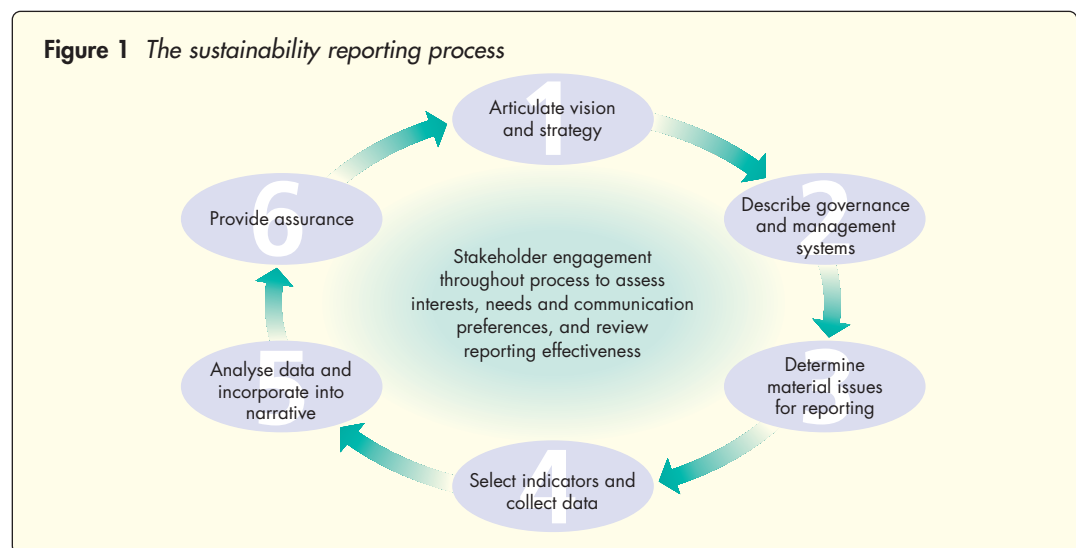 Figure 1 The sustainability reporting process
1
Articulate vision
and strategy
2
Describe governance
and management
systems
3
Determine
material issues
for reporting
4
Select indicators and
collect data
5
Analyse data and
incorporate into
narrative
6
Provide assurance
Stakeholder engagement
throughout process to assess
interests, needs and communication
preferences, and review
reporting effectiveness